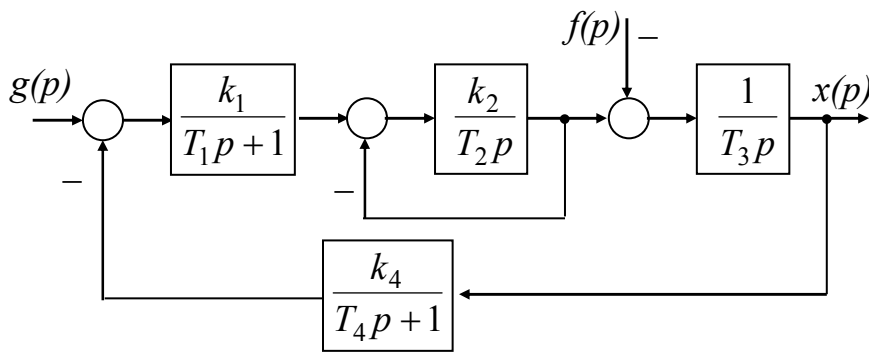 g(p)
−
k₁
T₁p + 1
−
k₂
T₂p
f(p)
−
1
T₃p
x(p)
k₄
T₄p + 1